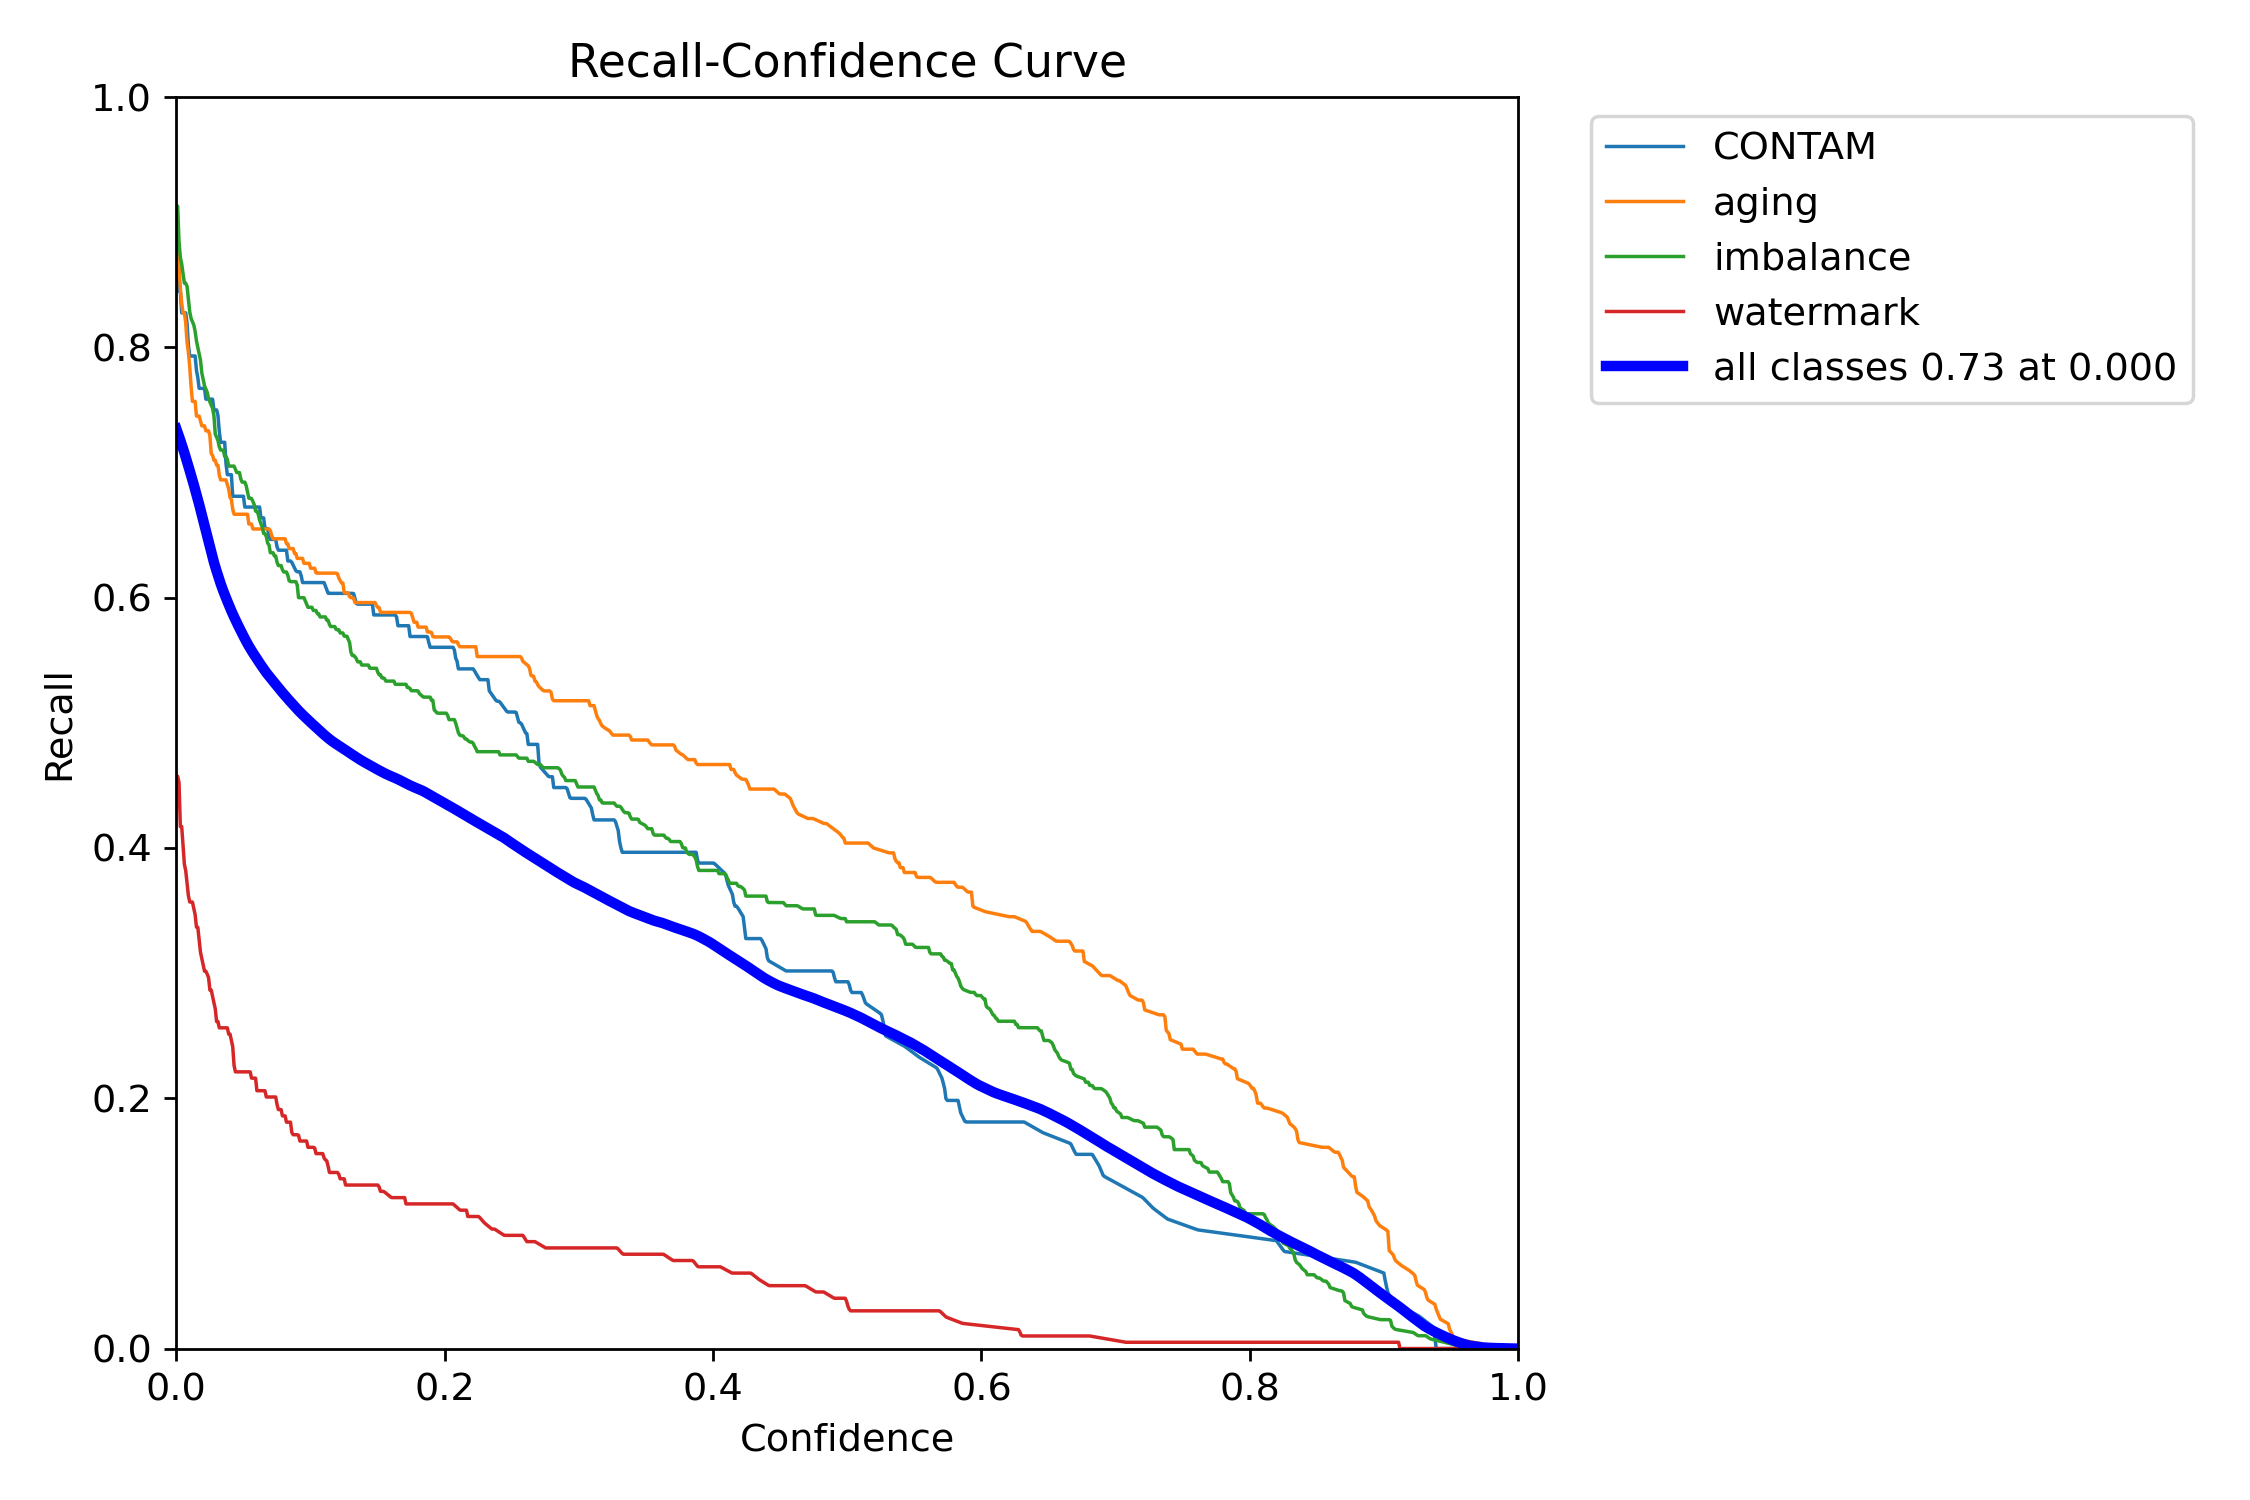 Recall-Confidence Curve
1.0
0.8
0.6
0.4
0.2
0.0
Recall
0.0 0.2 0.4 0.6 0.8 1.0
Confidence
CONTAM
aging
imbalance
watermark
all classes 0.73 at 0.000